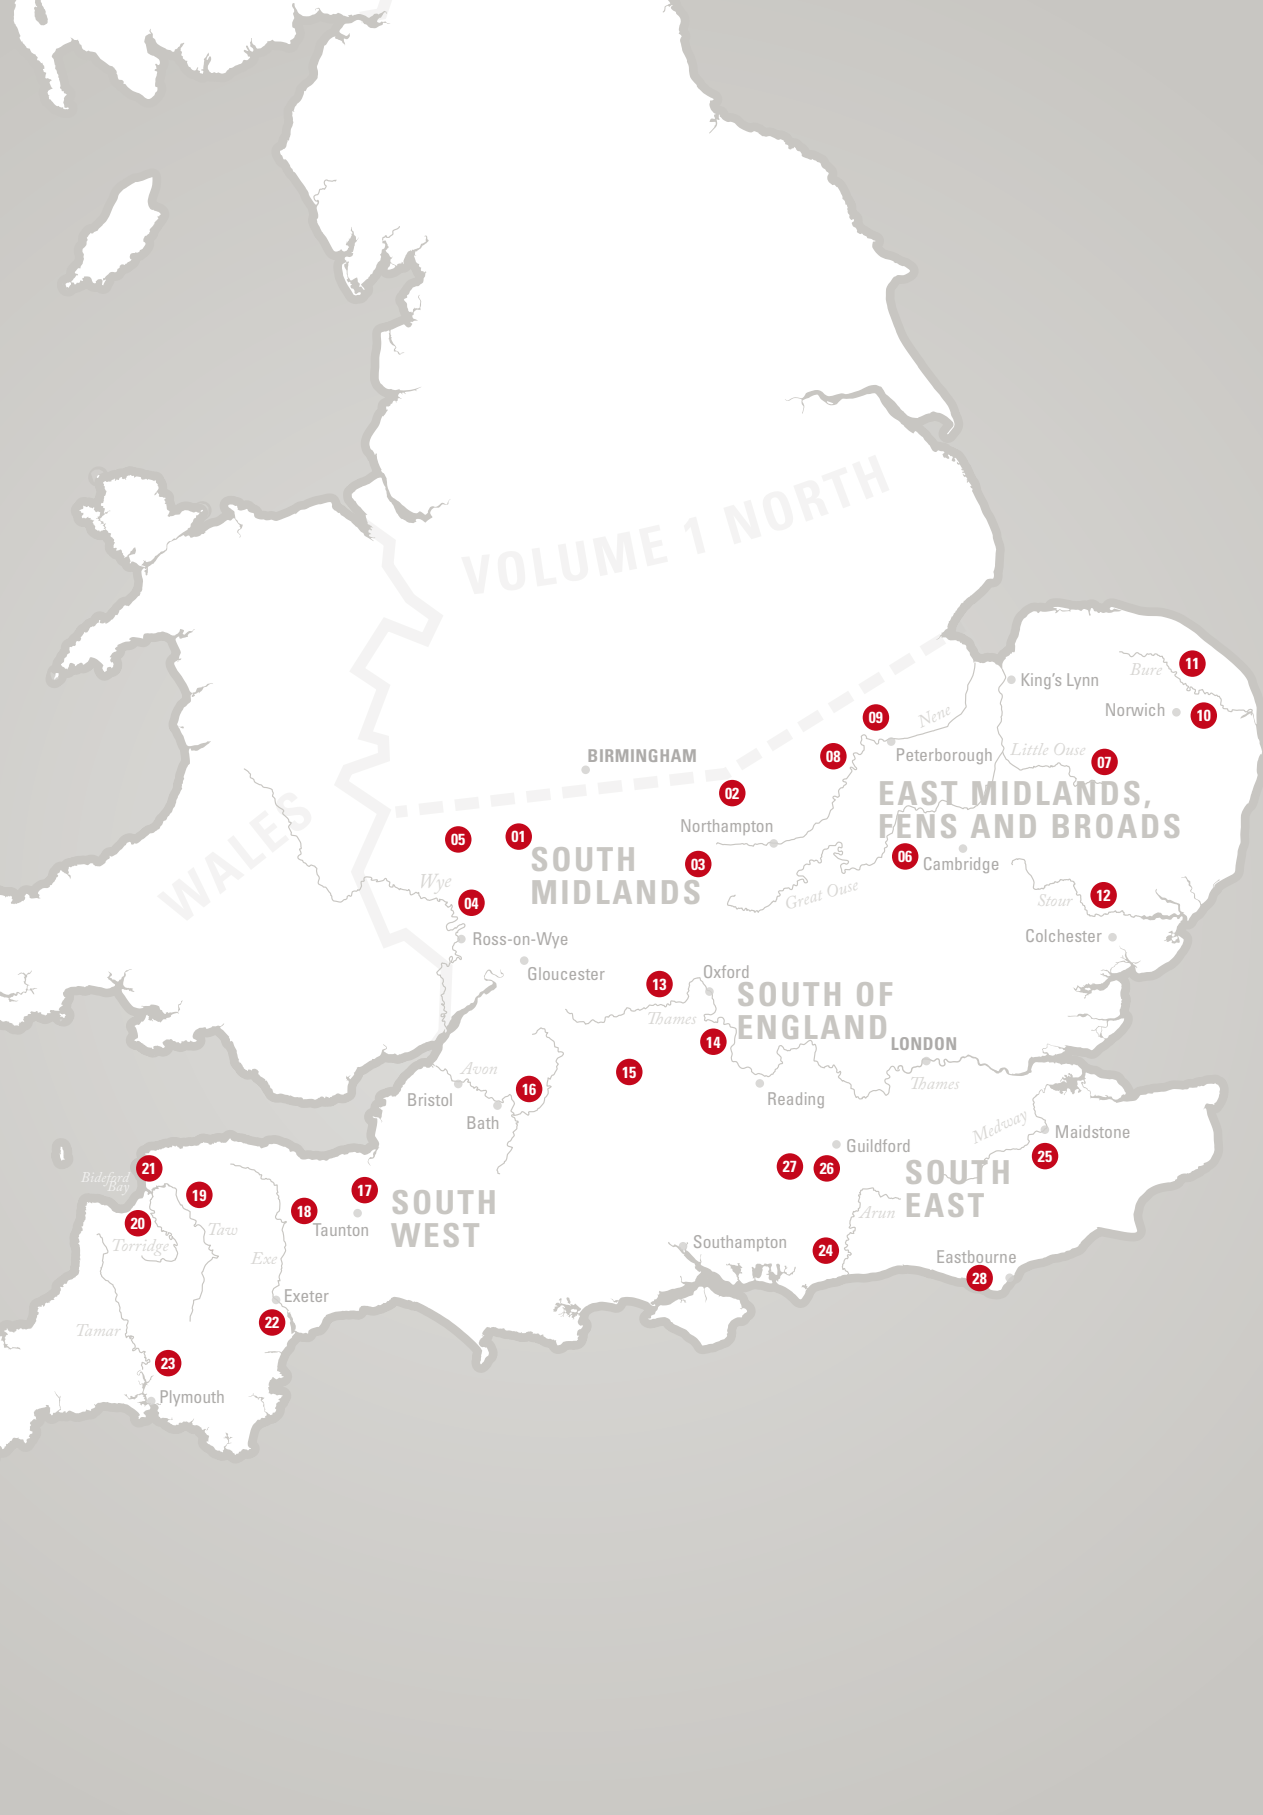 VOLUME 1 NORTH
11
Bure
King's Lynn
Norwich
10
09
Nene
BIRMINGHAM
08
Peterborough
Little Ouse
07
02
EAST MIDLANDS,
FENS AND BROADS
WALES
Northampton
05
01
SOUTH
MIDLANDS
03
06
Cambridge
Wye
04
Great Ouse
12
Stour
Ross-on-Wye
Colchester
Gloucester
13
Oxford
SOUTH OF
ENGLAND
Thames
14
LONDON
Avon
15
Thames
16
Bristol
Reading
Bath
Medway
Maidstone
Guildford
25
21
Bideford
Bay
27
26
SOUTH
EAST
19
17
SOUTH
WEST
18
Arun
20
Taw
Taunton
Torridge
Southampton
24
Exe
Eastbourne
28
Exeter
22
Tamar
23
Plymouth